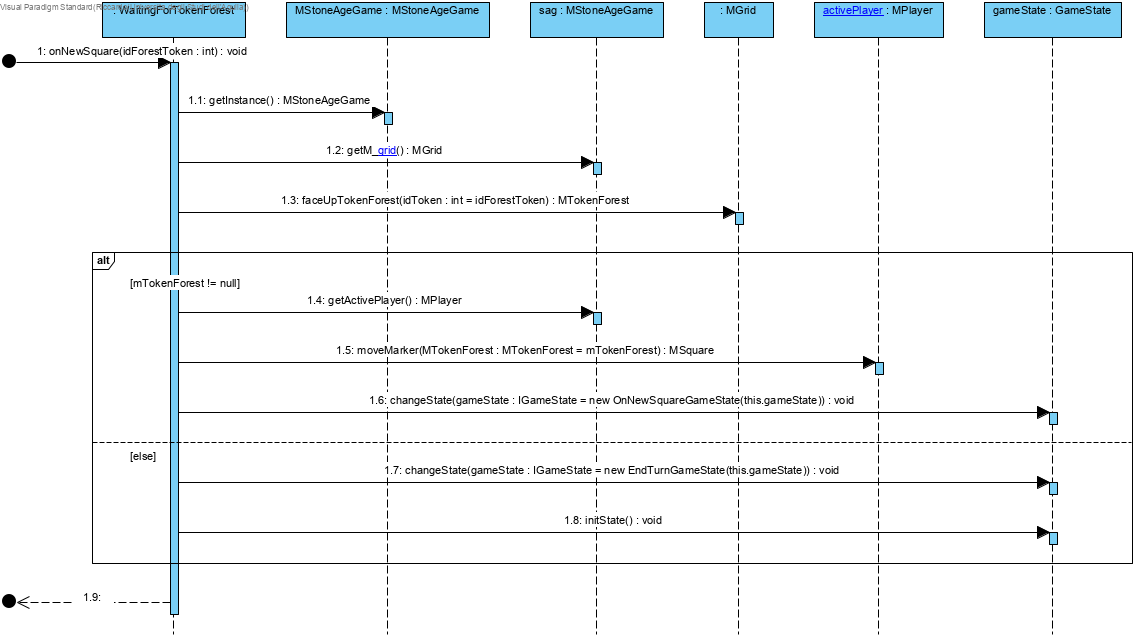 Visual Paradigm Standard(
: WaitingForTokenForest
MStoneAgeGame : MStoneAgeGame
sag : MStoneAgeGame
: MGrid
activePlayer : MPlayer
gameState : GameState
1: onNewSquare(idForestToken : int) : void
1.1: getInstance() : MStoneAgeGame
1.2: getM_grid() : MGrid
1.3: faceUpTokenForest(idToken : int = idForestToken) : MTokenForest
alt
[mTokenForest != null]
1.4: getActivePlayer() : MPlayer
1.5: moveMarker(MTokenForest : MTokenForest = mTokenForest) : MSquare
1.6: changeState(gameState : IGameState = new OnNewSquareGameState(this.gameState)) : void
[else]
1.7: changeState(gameState : IGameState = new EndTurnGameState(this.gameState)) : void
1.8: initState() : void
1.9: